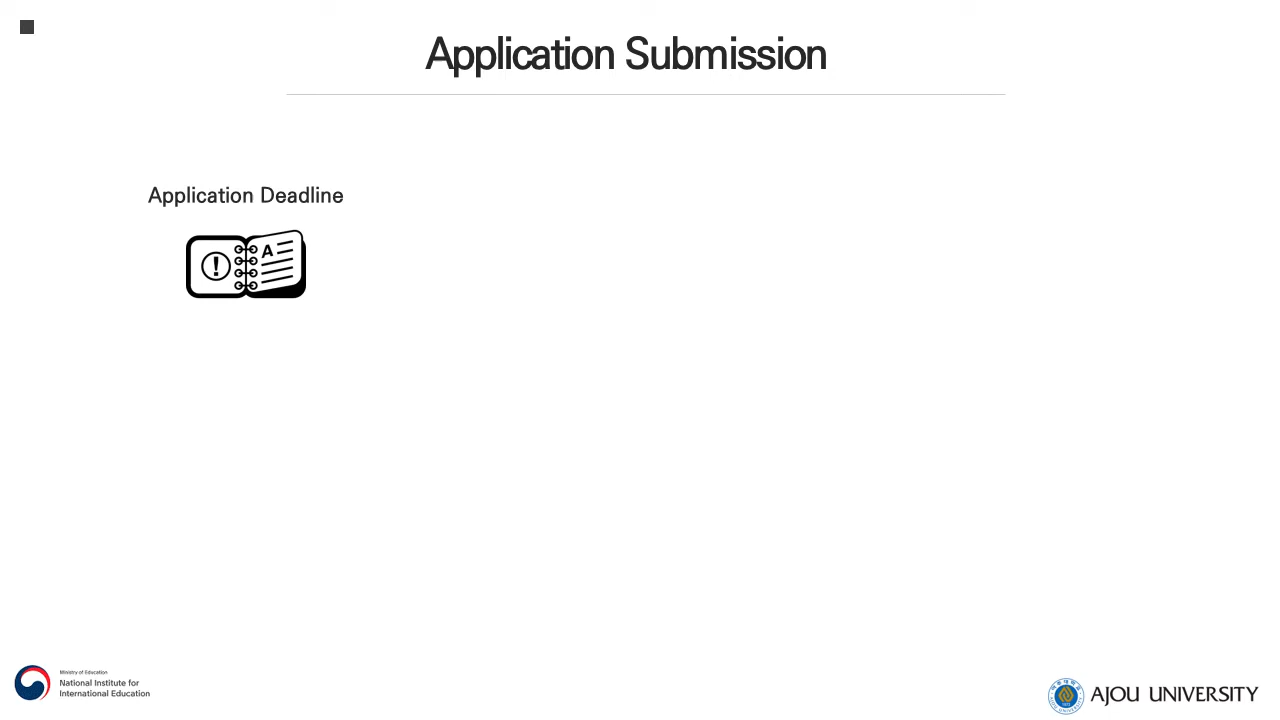 Application Submission
Application Deadline
!
A
Ministry of Education
National Institute for
International Education
AJOU UNIVERSITY